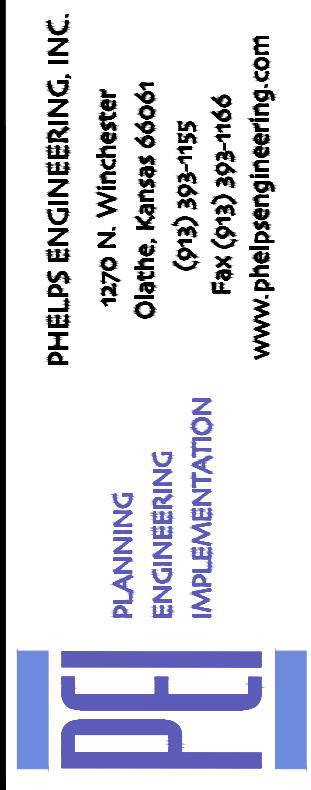 PEI
PLANNING
ENGINEERING
IMPLEMENTATION
PHELPS ENGINEERING, INC.
1270 N. Winchester
Olathe, Kansas 66061
(913) 393-1155
Fax (913) 393-1166
www.phelpsengineering.com